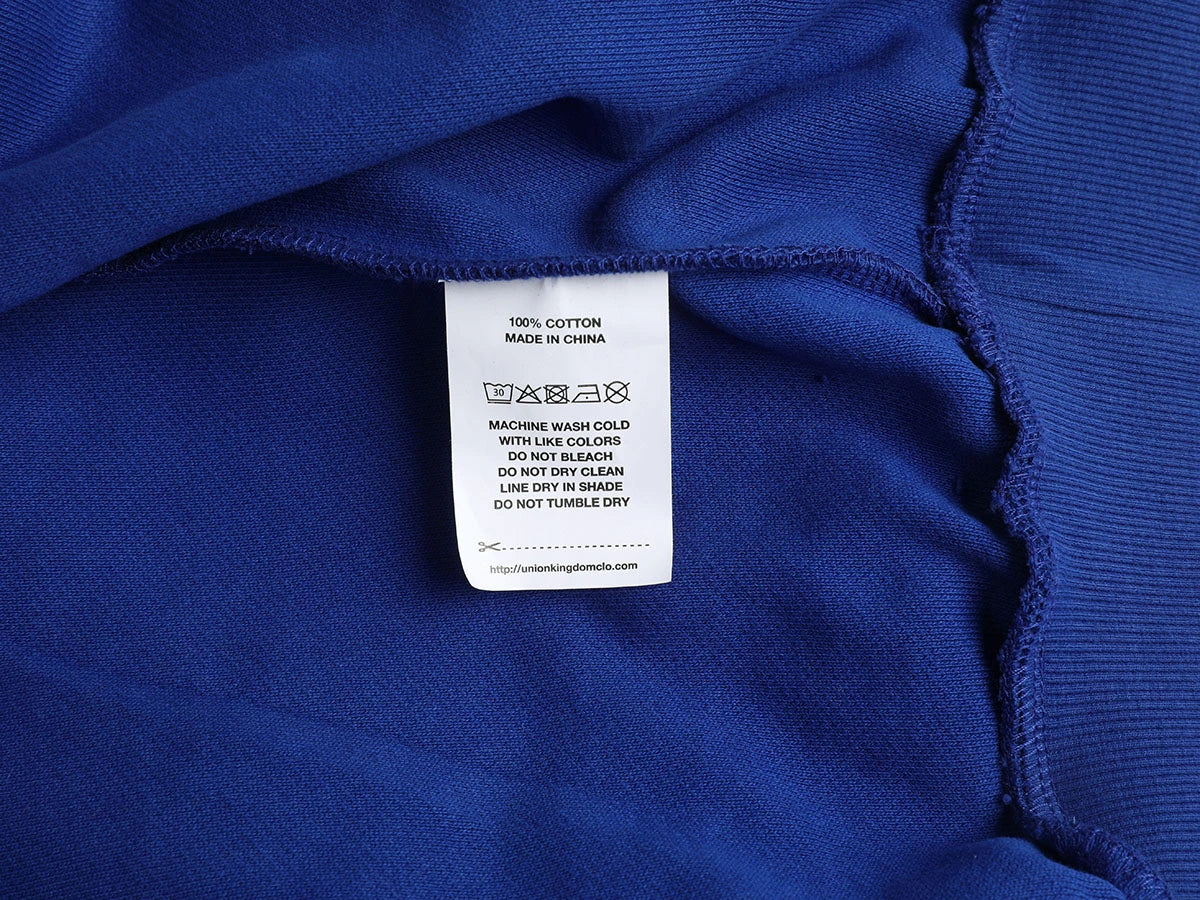 100% COTTON
MADE IN CHINA
30
MACHINE WASH COLD
WITH LIKE COLORS
DO NOT BLEACH
DO NOT DRY CLEAN
LINE DRY IN SHADE
DO NOT TUMBLE DRY
http://unionkingdomclo.com